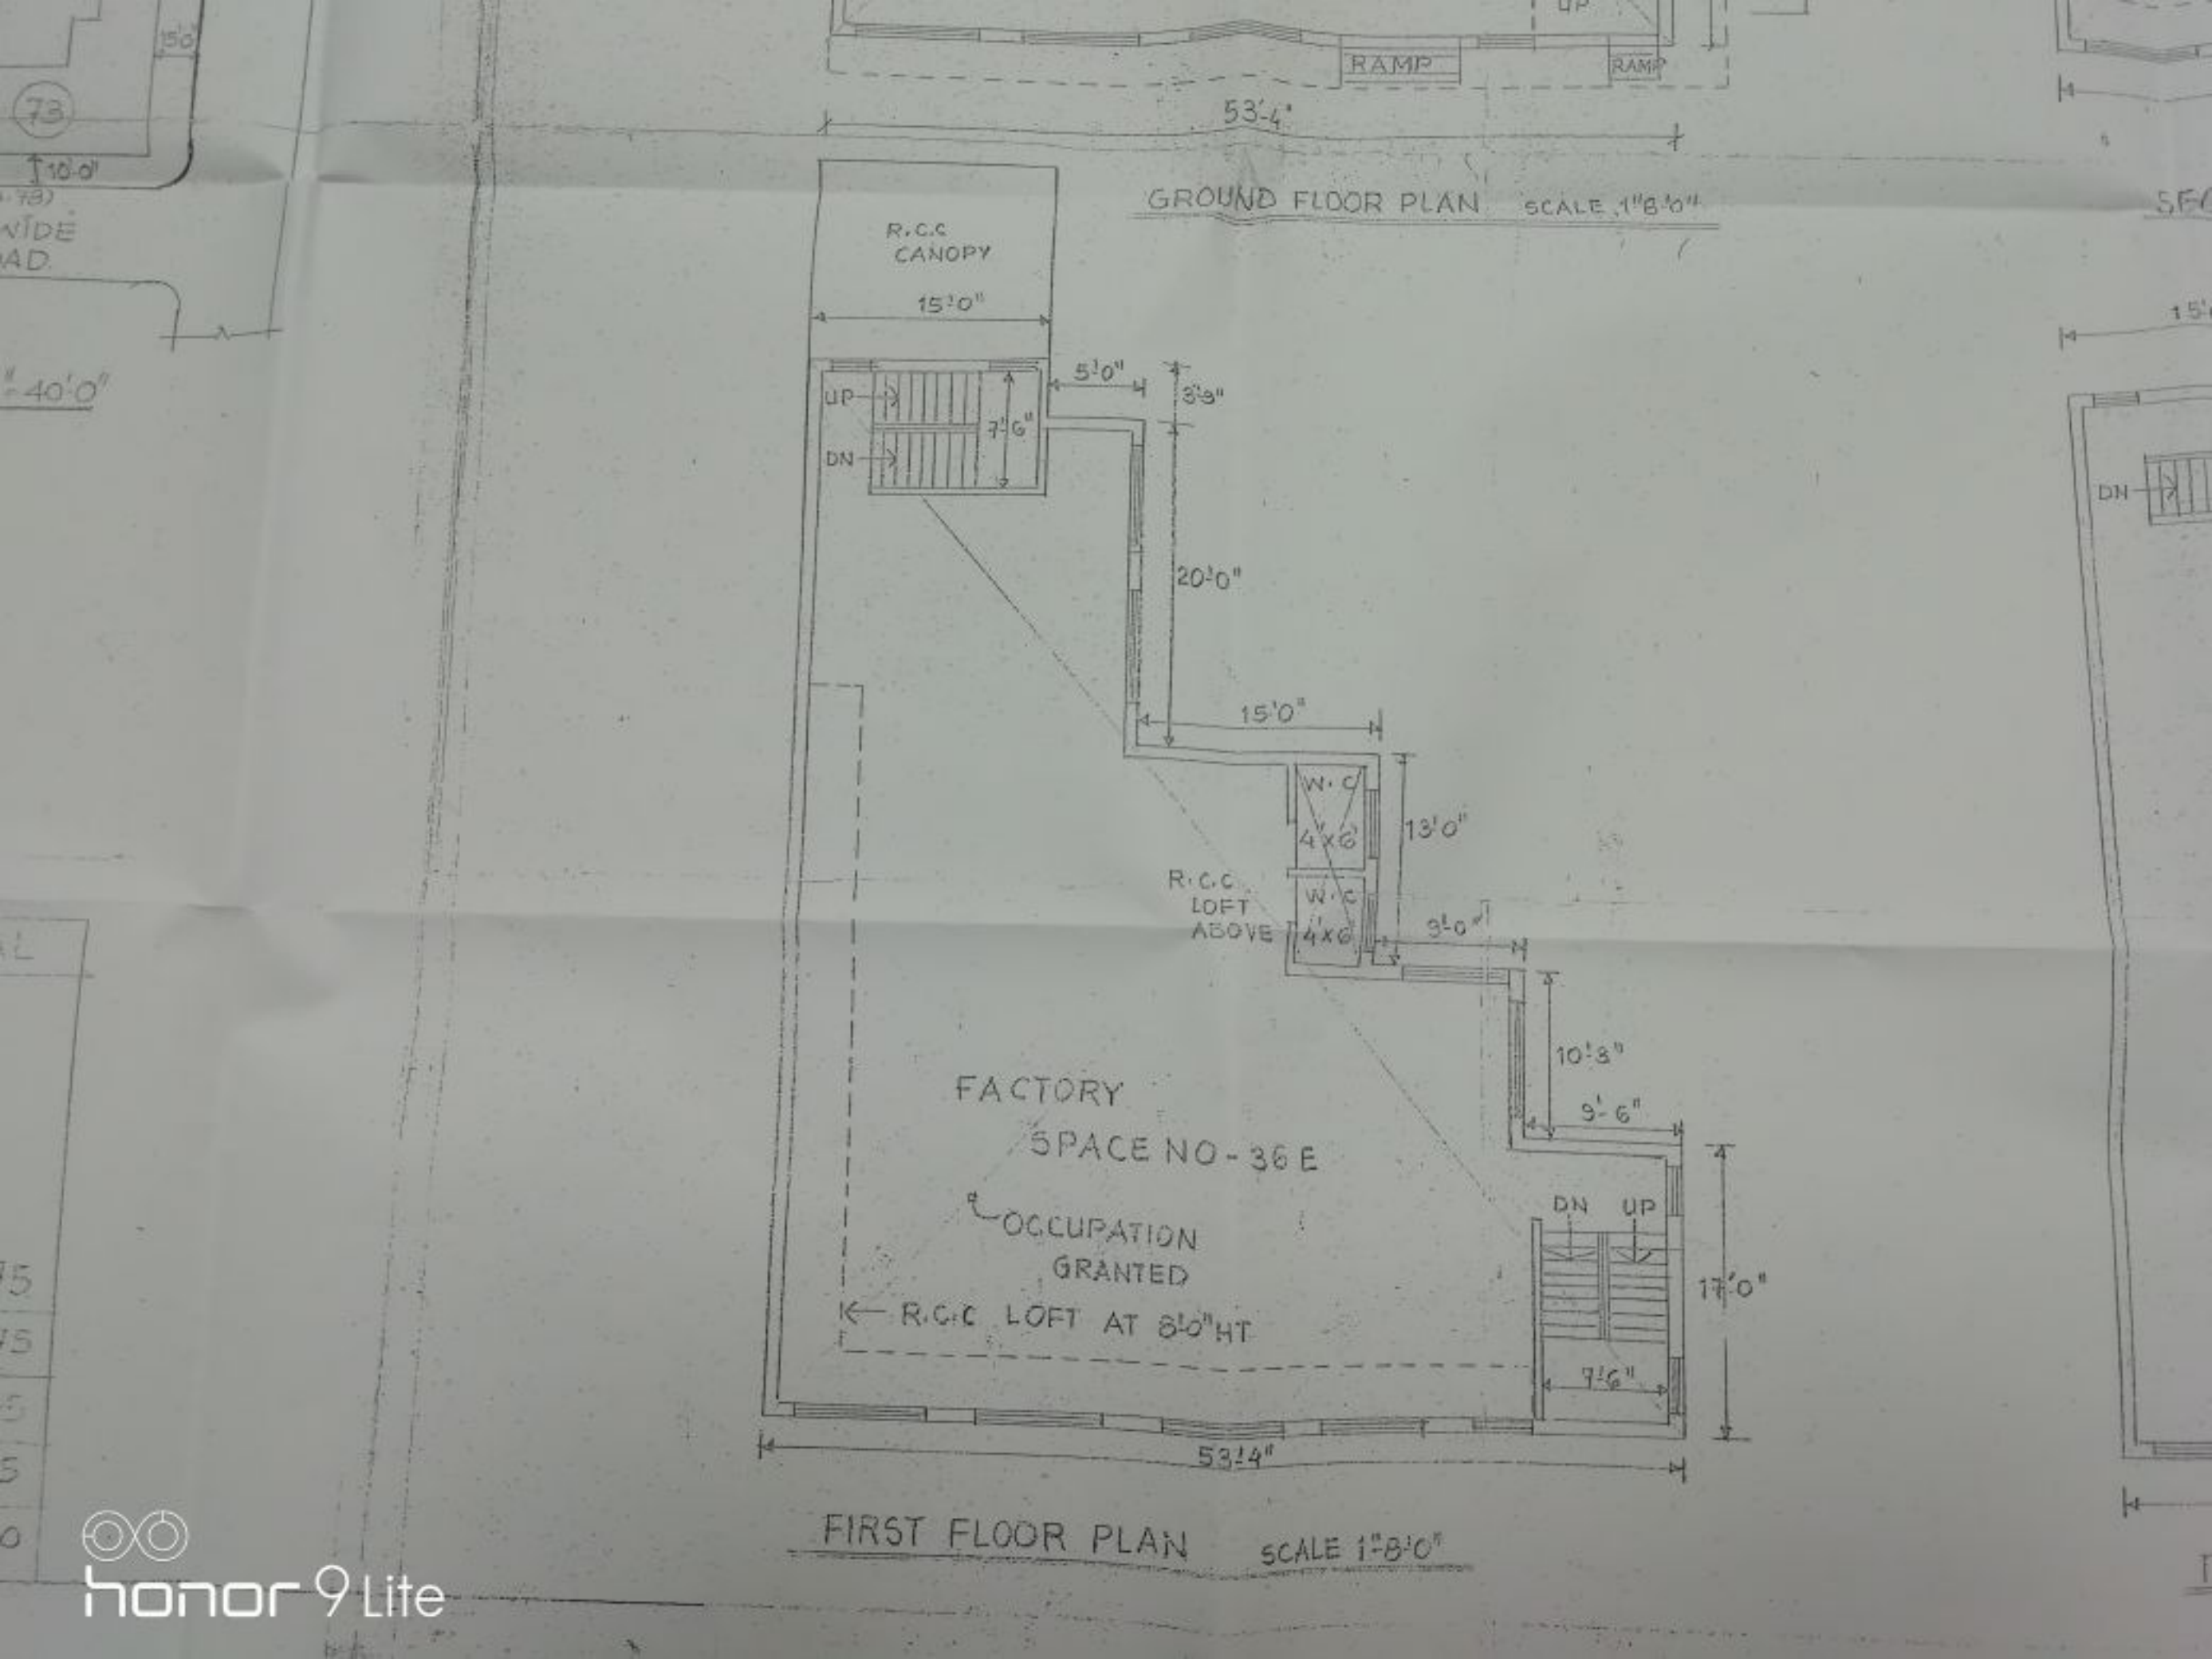 UP
15'0"
RAMP
RAMP
53'-4"
73
10'-0"
GROUND FLOOR PLAN SCALE 1"8'0"
WIDE
R.C.C
CANOPY
15'-0"
"-40'0"
5'0"
3'9"
UP
7'-6"
DN
DN
20'-0"
15'0"
W.C
4'x6'
13'0"
R.C.C
LOFT
ABOVE
W.C
4'x6'
9'-0"
10'3"
FACTORY
9'-6"
SPACE NO-36E
OCCUPATION
GRANTED
DN UP
17'0"
R.C.C LOFT AT 8'0"HT
7'6"
53'4"
FIRST FLOOR PLAN SCALE 1"=8'0"
honor 9 Lite